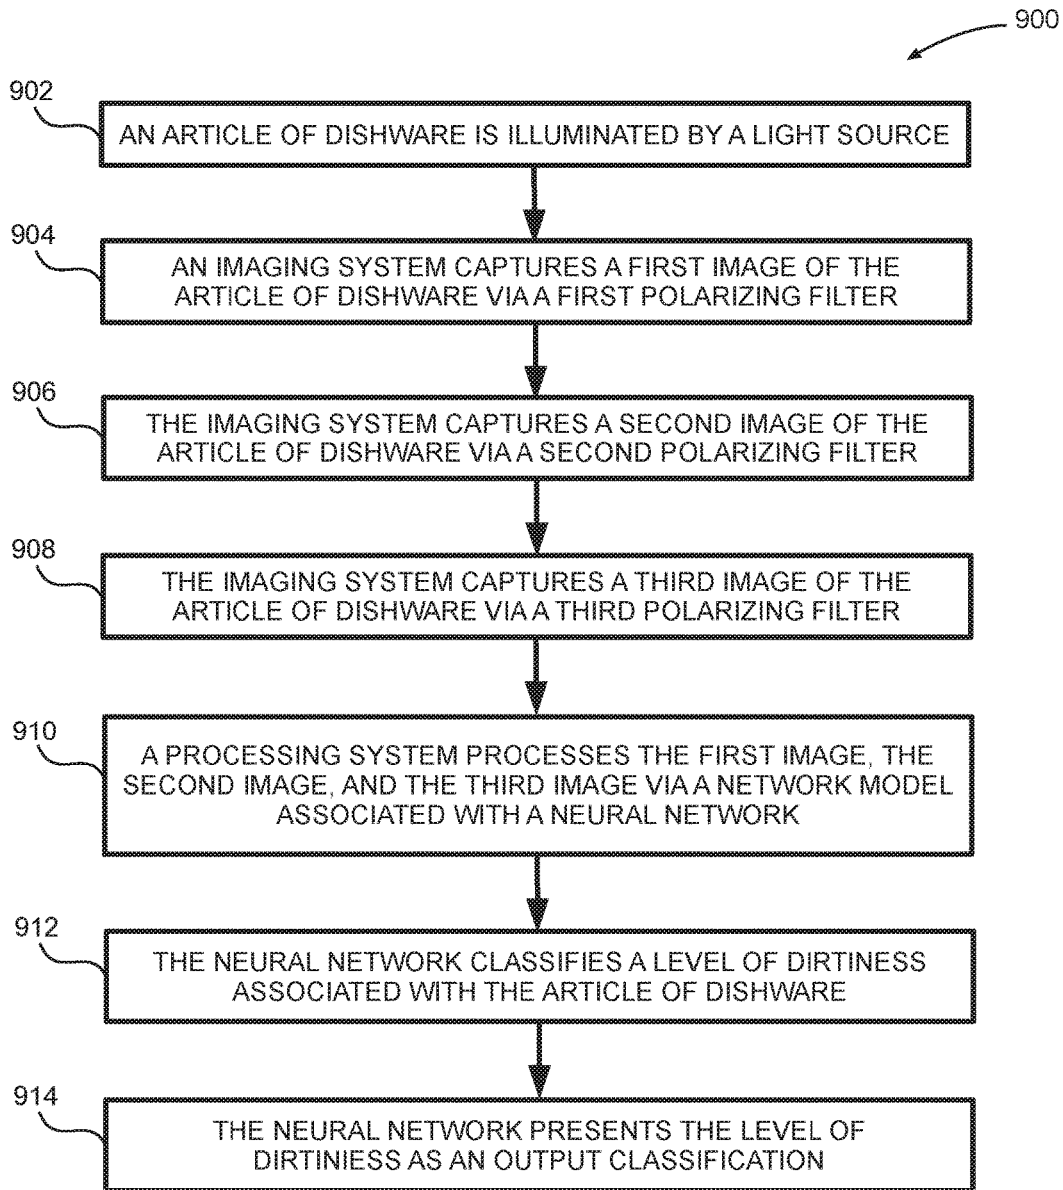 900
902
AN ARTICLE OF DISHWARE IS ILLUMINATED BY A LIGHT SOURCE
904
AN IMAGING SYSTEM CAPTURES A FIRST IMAGE OF THE
ARTICLE OF DISHWARE VIA A FIRST POLARIZING FILTER
906
THE IMAGING SYSTEM CAPTURES A SECOND IMAGE OF THE
ARTICLE OF DISHWARE VIA A SECOND POLARIZING FILTER
908
THE IMAGING SYSTEM CAPTURES A THIRD IMAGE OF THE
ARTICLE OF DISHWARE VIA A THIRD POLARIZING FILTER
910
A PROCESSING SYSTEM PROCESSES THE FIRST IMAGE, THE
SECOND IMAGE, AND THE THIRD IMAGE VIA A NETWORK MODEL
ASSOCIATED WITH A NEURAL NETWORK
912
THE NEURAL NETWORK CLASSIFIES A LEVEL OF DIRTINESS
ASSOCIATED WITH THE ARTICLE OF DISHWARE
914
THE NEURAL NETWORK PRESENTS THE LEVEL OF
DIRTINIESS AS AN OUTPUT CLASSIFICATION